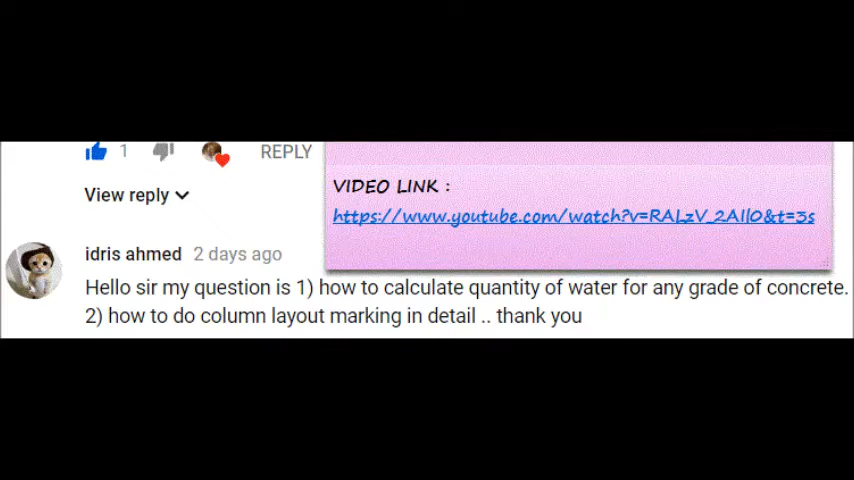 1 REPLY
View reply
VIDEO LINK :
https://www.youtube.com/watch?v=RALzV_2AIl0&t=3s
idris ahmed 2 days ago
Hello sir my question is 1) how to calculate quantity of water for any grade of concrete.
2) how to do column layout marking in detail .. thank you